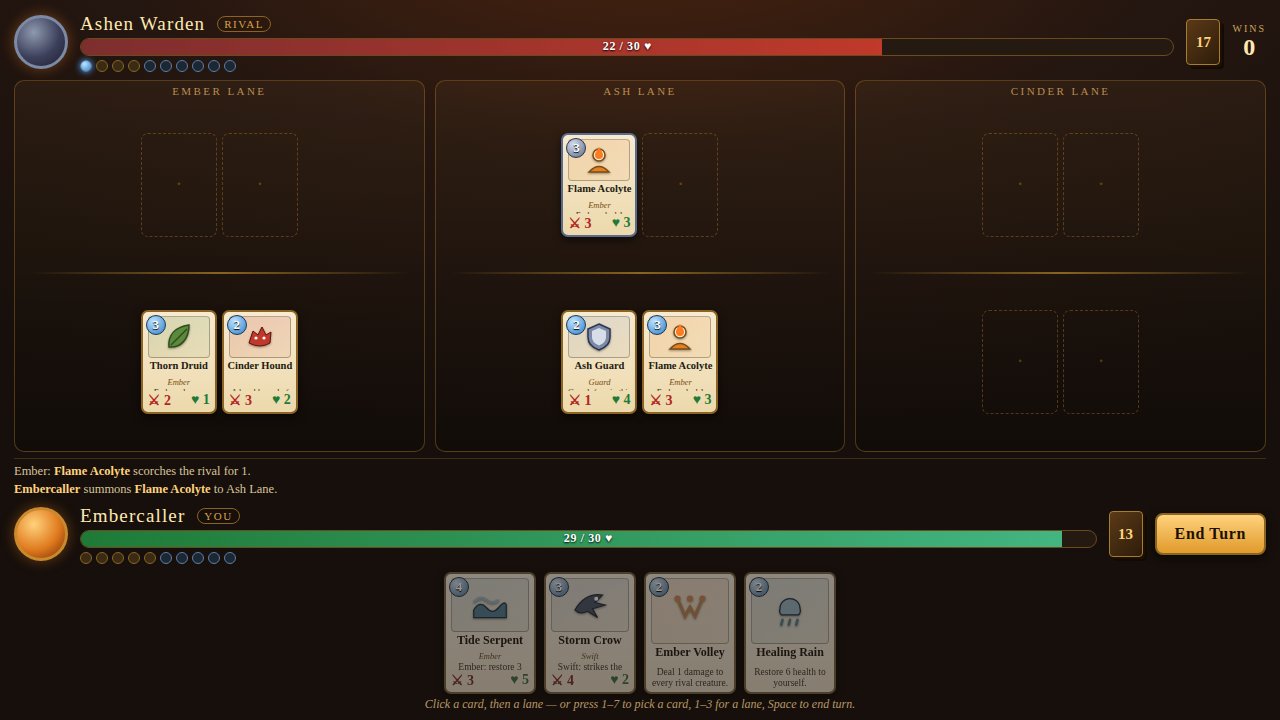 Ashen Warden RIVAL
22 / 30 ♥
17
WINS
0
EMBER LANE
ASH LANE
CINDER LANE
3
Flame Acolyte
Ember
⚔ 3 ♥ 3
3
Thorn Druid
Ember
⚔ 2 ♥ 1
2
Cinder Hound
⚔ 3 ♥ 2
2
Ash Guard
Guard
⚔ 1 ♥ 4
3
Flame Acolyte
Ember
⚔ 3 ♥ 3
Ember: Flame Acolyte scorches the rival for 1.
Embercaller summons Flame Acolyte to Ash Lane.
Embercaller YOU
29 / 30 ♥
13
End Turn
4
Tide Serpent
Ember
Ember: restore 3
⚔ 3 ♥ 5
3
Storm Crow
Swift
Swift: strikes the
⚔ 4 ♥ 2
2
Ember Volley
Deal 1 damage to
every rival creature.
2
Healing Rain
Restore 6 health to
yourself.
Click a card, then a lane — or press 1–7 to pick a card, 1–3 for a lane, Space to end turn.